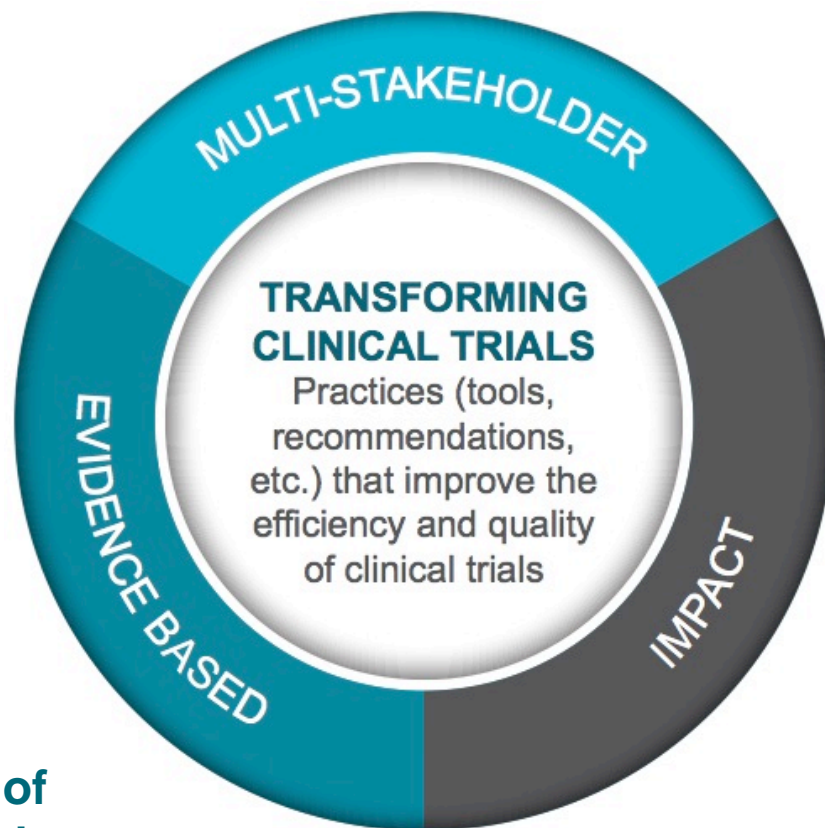 MULTI-STAKEHOLDER
TRANSFORMING
CLINICAL TRIALS
Practices (tools,
recommendations,
etc.) that improve the
efficiency and quality
of clinical trials
EVIDENCE BASED
IMPACT
of